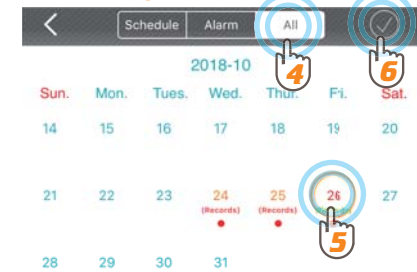 Schedule Alarm All
2018-10
4
6
Sun. Mon. Tues. Wed. Thur. Fri. Sat.
14 15 16 17 18 19 20
21 22 23 24 25 26 27
(Records) (Records)
5
28 29 30 31